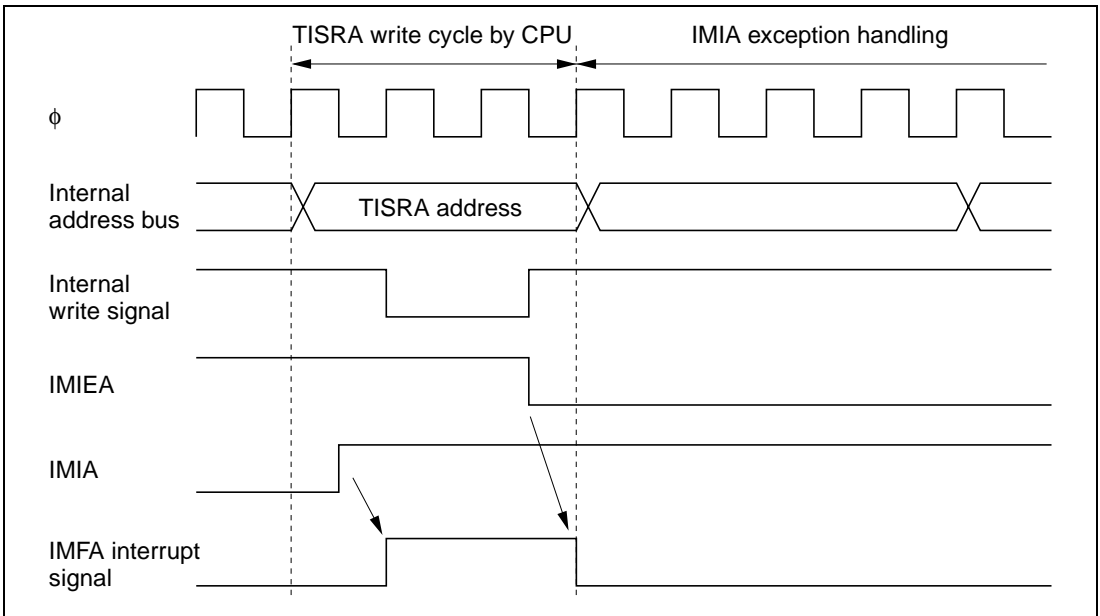 TISRA write cycle by CPU
IMIA exception handling
φ
Internal
address bus
TISRA address
Internal
write signal
IMIEA
IMIA
IMFA interrupt
signal